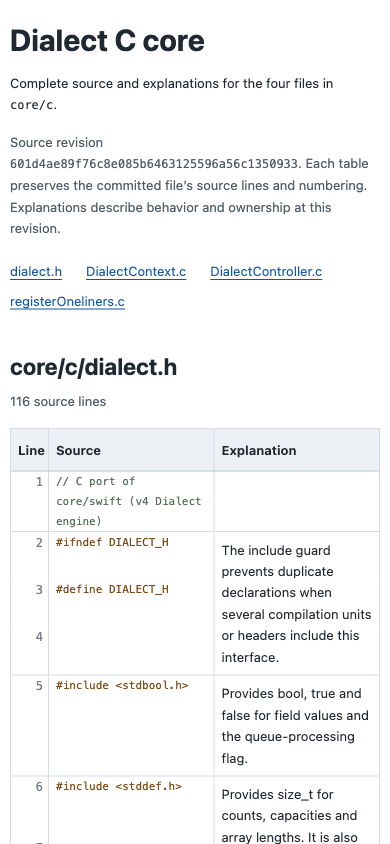 Dialect C core
Complete source and explanations for the four files in
core/c.
Source revision
601d4ae89f76c8e085b6463125596a56c1350933. Each table
preserves the committed file’s source lines and numbering.
Explanations describe behavior and ownership at this
revision.
dialect.h DialectContext.c DialectController.c
registerOneliners.c
core/c/dialect.h
116 source lines
Line Source Explanation
1 // C port of
core/swift (v4 Dialect
engine)
2 #ifndef DIALECT_H
3 #define DIALECT_H
4
The include guard
prevents duplicate
declarations when
several compilation units
or headers include this
interface.
5 #include <stdbool.h>
Provides bool, true and
false for field values and
the queue-processing
flag.
6 #include <stddef.h>
Provides size_t for
counts, capacities and
array lengths. It is also